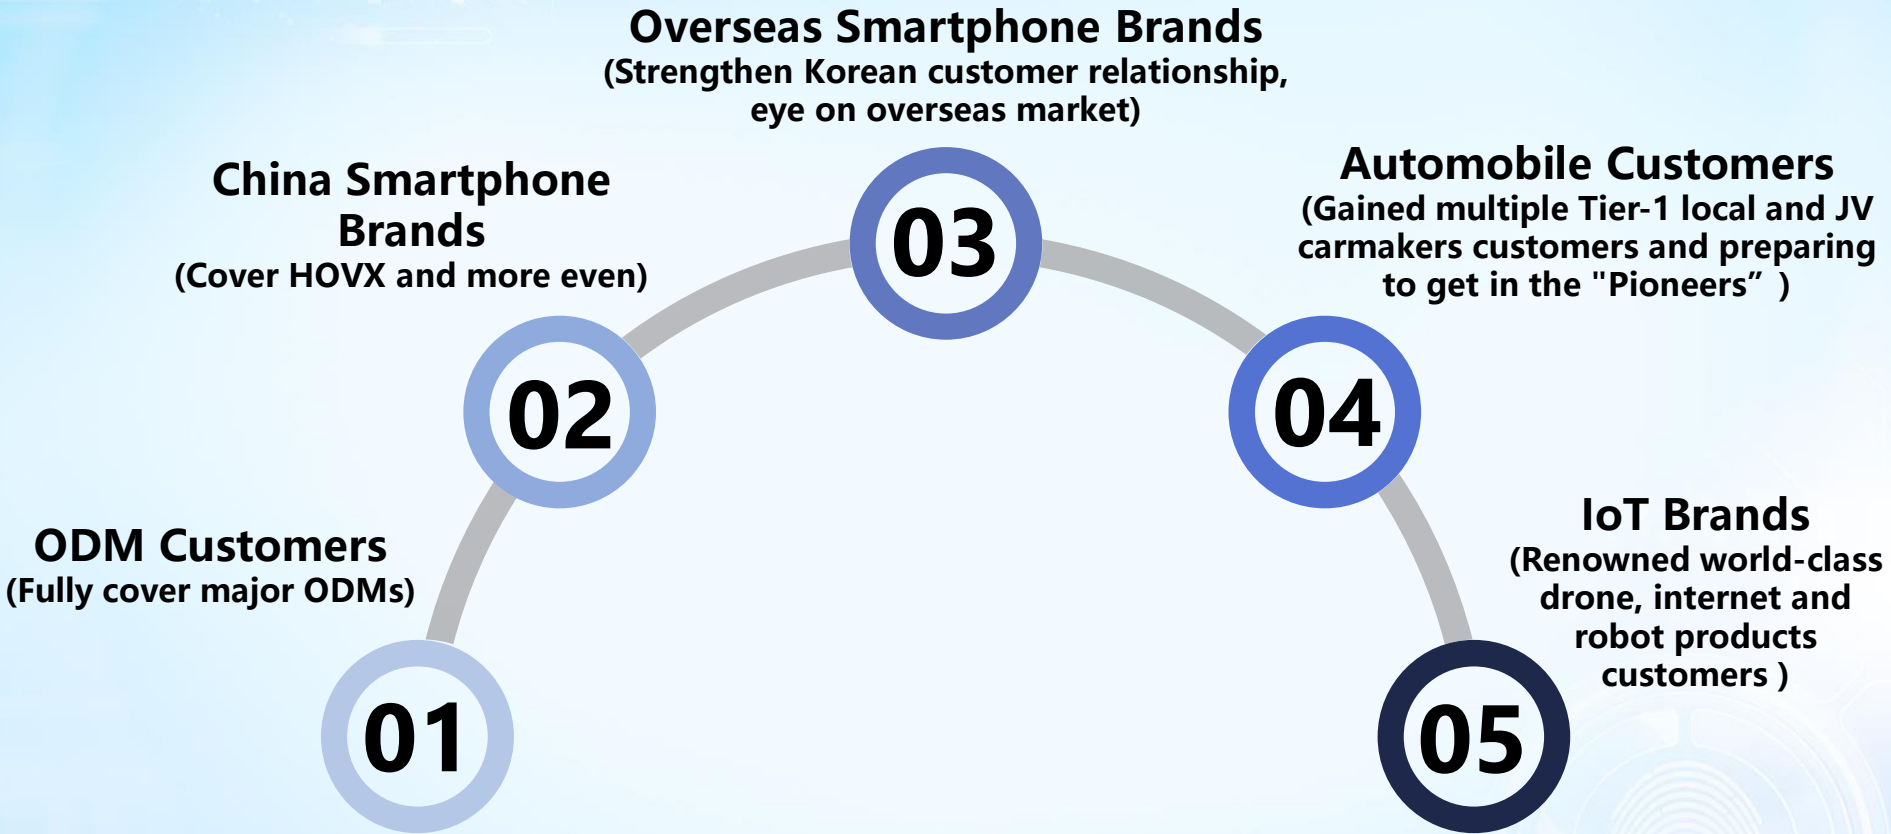 ODM Customers
(Fully cover major ODMs)
01
China Smartphone
Brands
(Cover HOVX and more even)
02
Overseas Smartphone Brands
(Strengthen Korean customer relationship,
eye on overseas market)
03
Automobile Customers
(Gained multiple Tier-1 local and JV
carmakers customers and preparing
to get in the "Pioneers” )
04
IoT Brands
(Renowned world-class
drone, internet and
robot products
customers )
05